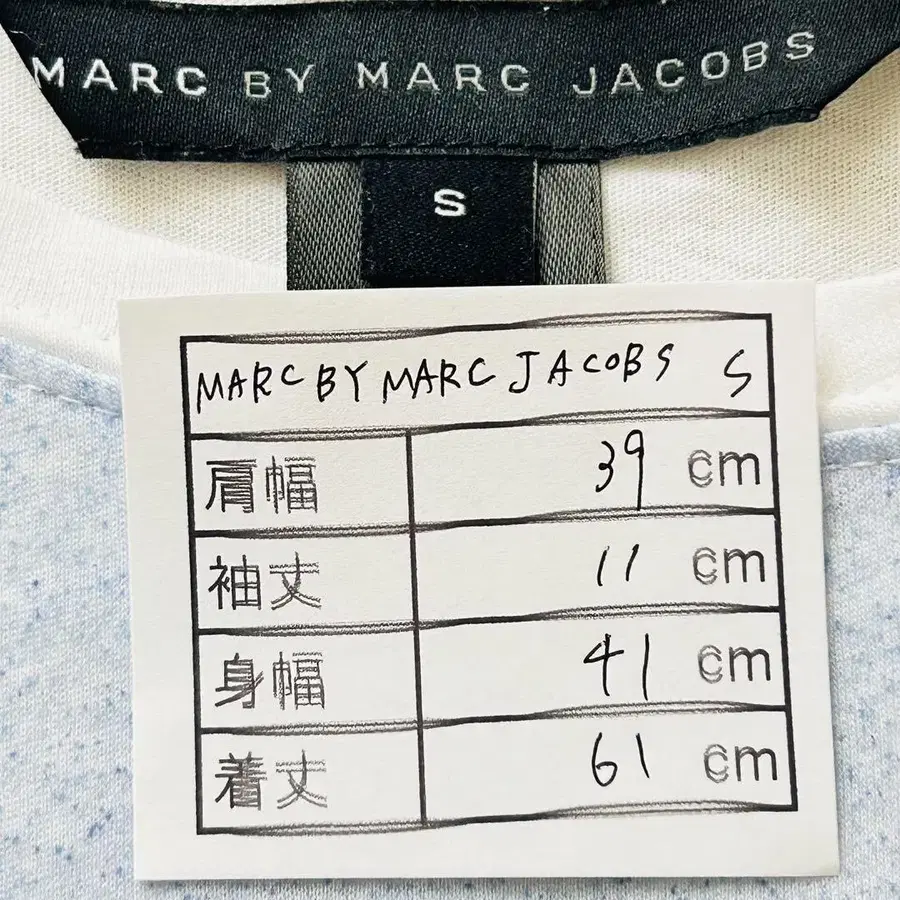 MARC BY MARC JACOBS
S
MARC BY MARC JACOBS S
肩幅 39 cm
袖丈 11 cm
身幅 41 cm
着丈 61 cm